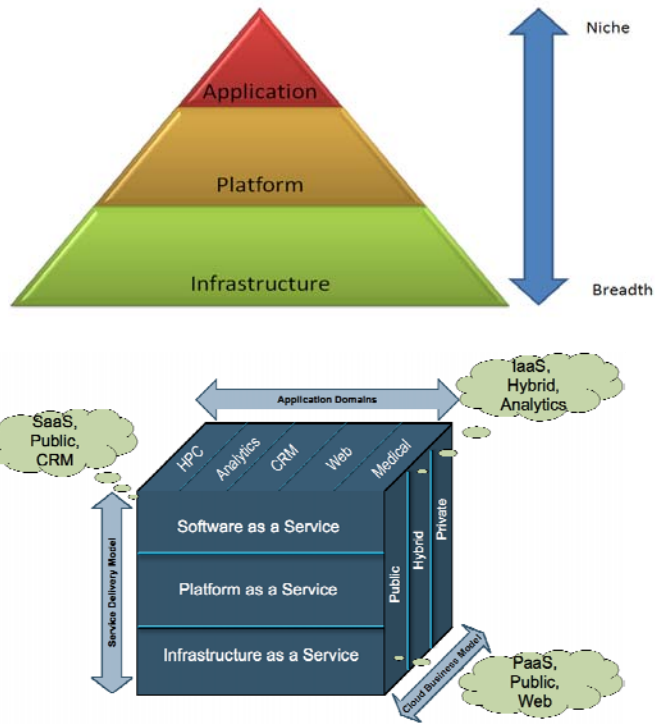 Niche
Application
Platform
Infrastructure
Breadth
IaaS,
Hybrid,
Analytics
Application Domains
SaaS,
Public,
CRM
HPC
Analytics
CRM
Web
Medical
Software as a Service
Platform as a Service
Infrastructure as a Service
Public
Hybrid
Private
Service Delivery Model
Cloud Business Model
PaaS,
Public,
Web